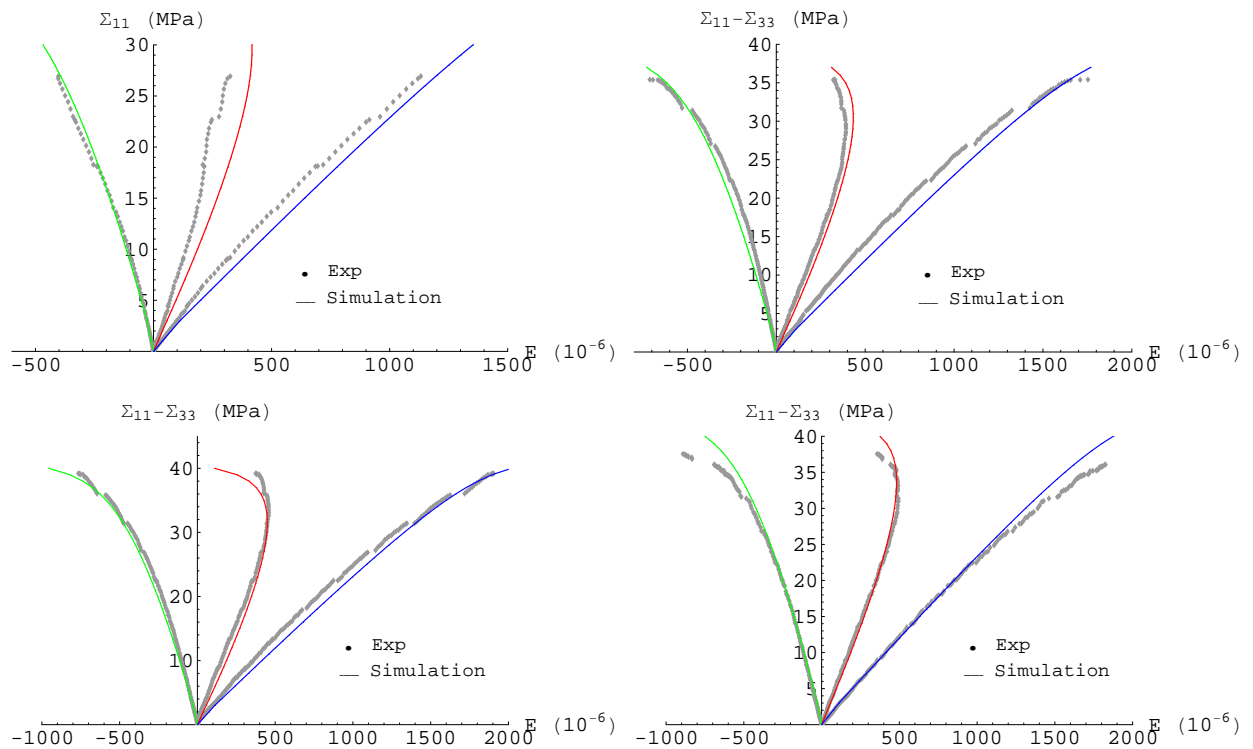 Σ₁₁ (MPa)
30
25
20
15
10
5
Exp
Simulation
-500 500 1000 1500
E (10⁻⁶)
Σ₁₁-Σ₃₃ (MPa)
40
35
30
25
20
15
10
5
Exp
Simulation
-500 500 1000 1500 2000
E (10⁻⁶)
Σ₁₁-Σ₃₃ (MPa)
40
30
20
10
Exp
Simulation
-1000 500 1000 1500 2000
E (10⁻⁶)
Σ₁₁-Σ₃₃ (MPa)
40
35
30
25
20
15
10
5
Exp
Simulation
-1000 -500 500 1000 1500 2000
E (10⁻⁶)